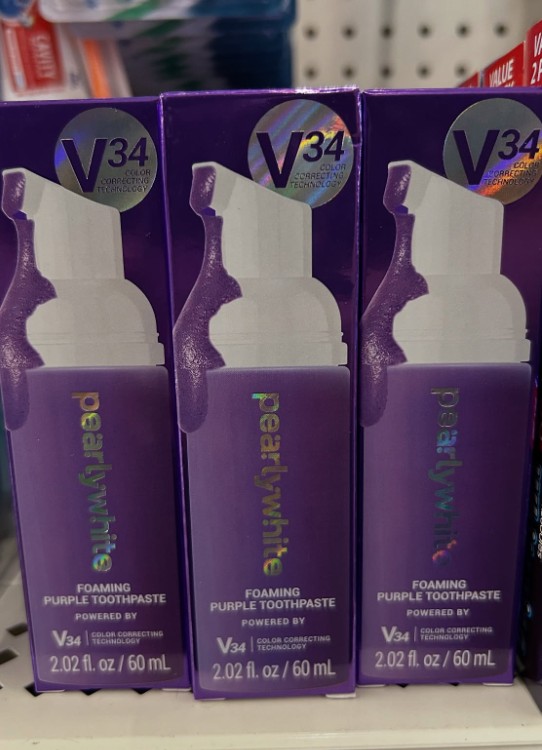 CAVITY
VALUE
V34
COLOR
CORRECTING
TECHNOLOGY
pearlywhite
FOAMING
PURPLE TOOTHPASTE
POWERED BY
V34 | COLOR CORRECTING
TECHNOLOGY
2.02 fl. oz / 60 mL
V34
COLOR
CORRECTING
TECHNOLOGY
pearlywhite
FOAMING
PURPLE TOOTHPASTE
POWERED BY
V34 | COLOR CORRECTING
TECHNOLOGY
2.02 fl. oz / 60 mL
V34
COLOR
CORRECTING
TECHNOLOGY
pearlywhite
FOAMING
PURPLE TOOTHPASTE
POWERED BY
V34 | COLOR CORRECTING
TECHNOLOGY
2.02 fl. oz / 60 mL